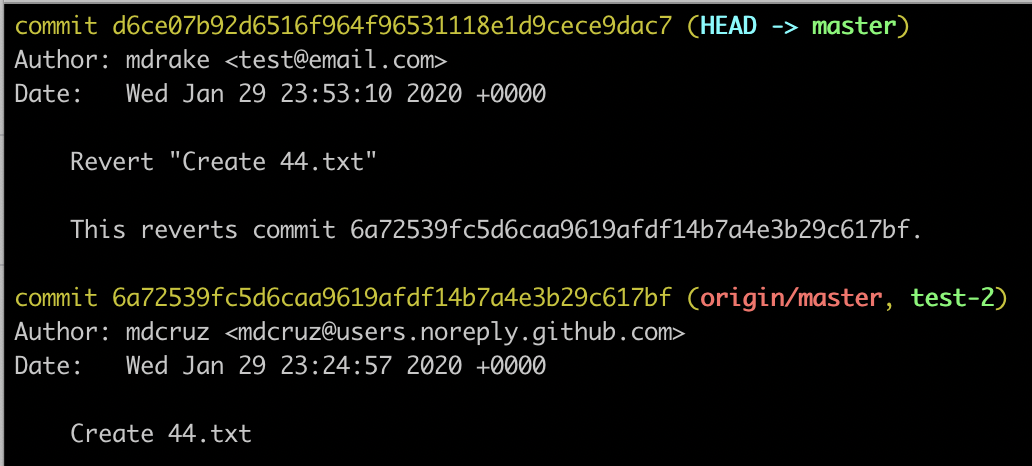 commit d6ce07b92d6516f964f96531118e1d9cece9dac7 (HEAD -> master)
Author: mdrake <test@email.com>
Date:   Wed Jan 29 23:53:10 2020 +0000
Revert "Create 44.txt"
This reverts commit 6a72539fc5d6caa9619afdf14b7a4e3b29c617bf.
commit 6a72539fc5d6caa9619afdf14b7a4e3b29c617bf (origin/master, test-2)
Author: mdcruz <mdcruz@users.noreply.github.com>
Date:   Wed Jan 29 23:24:57 2020 +0000
Create 44.txt